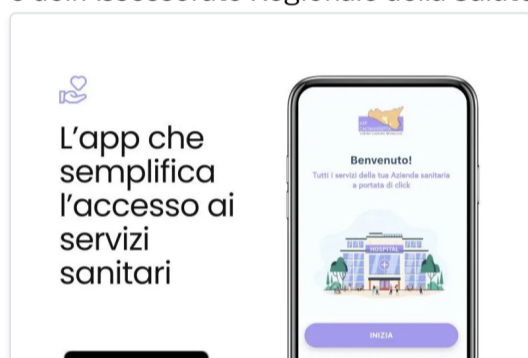 L'app che
semplifica
l'accesso ai
servizi
sanitari
Benvenuto!
Tutti i servizi della tua Azienda sanitaria
a portata di click
HOSPITAL
INIZIA